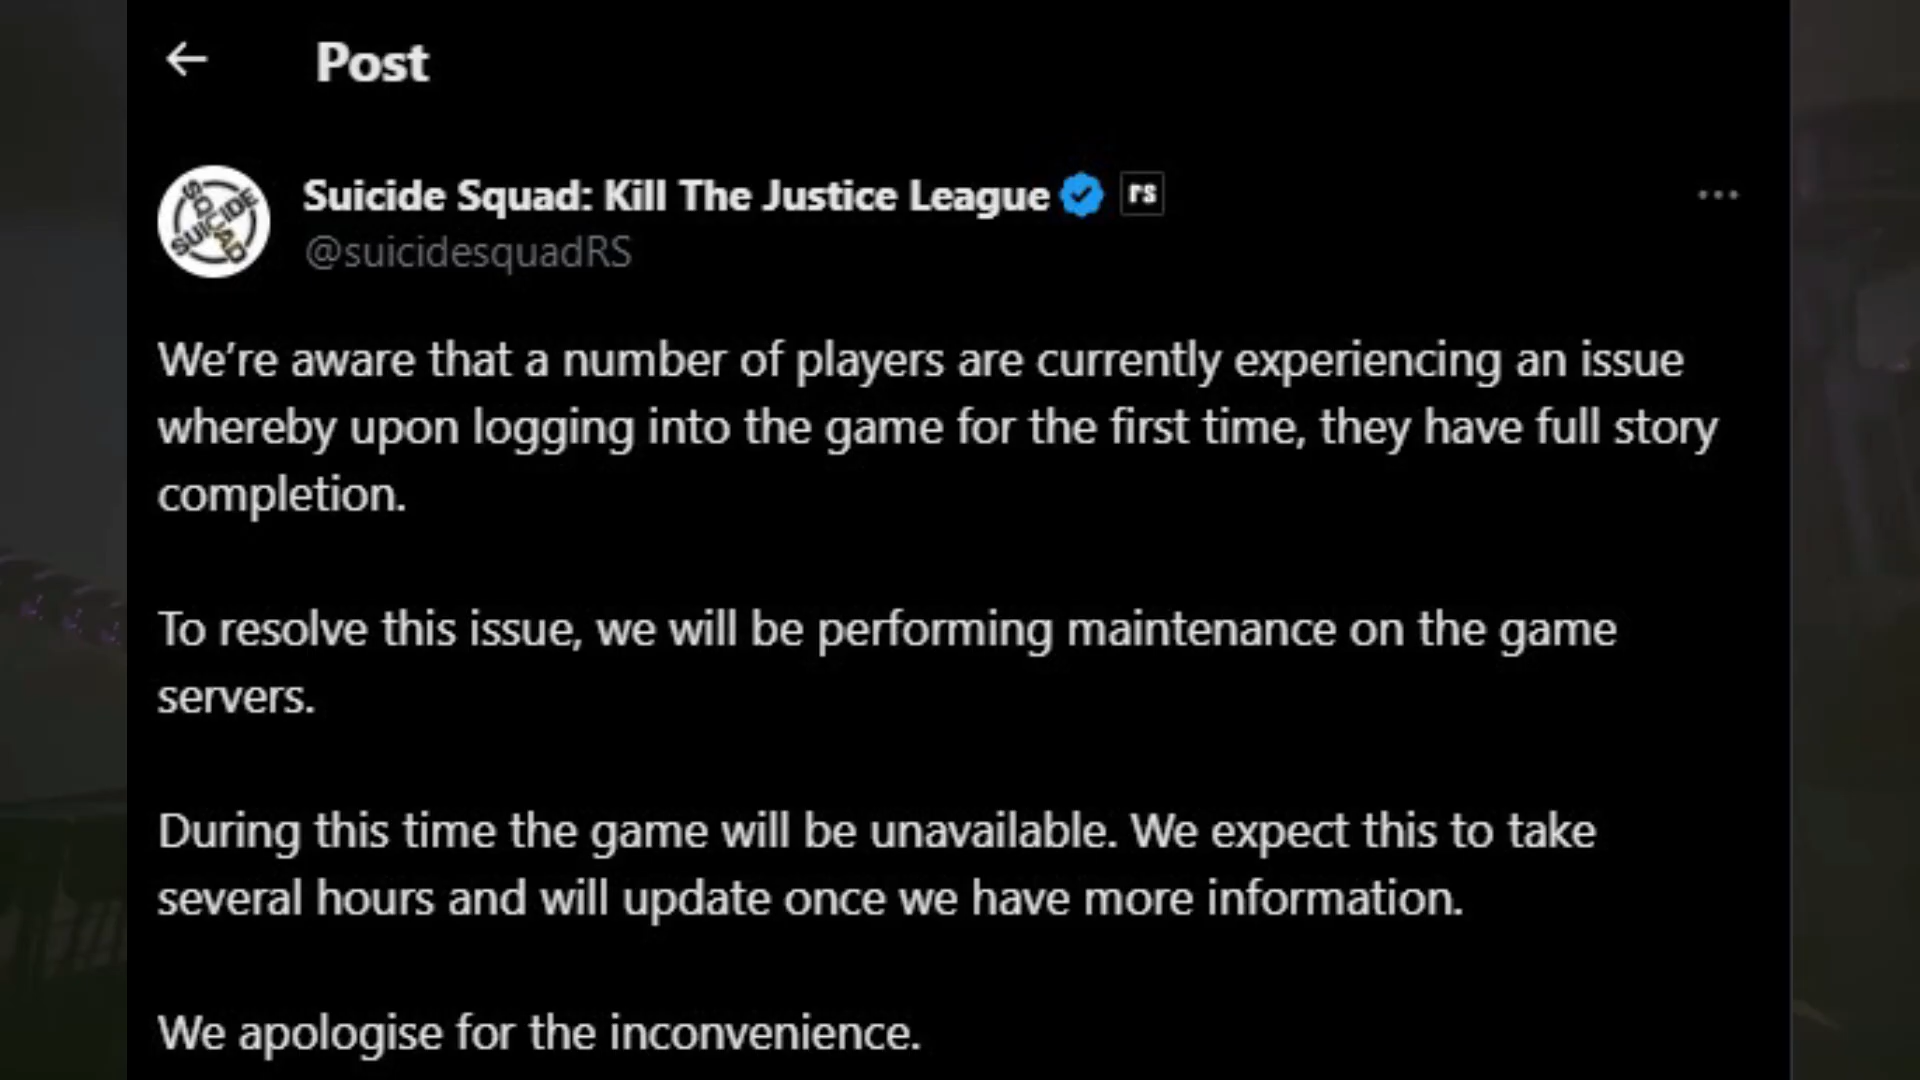 Post
Suicide Squad: Kill The Justice League rs
@suicidesquadRS
SUICIDE
SQUAD
We’re aware that a number of players are currently experiencing an issue
whereby upon logging into the game for the first time, they have full story
completion.
To resolve this issue, we will be performing maintenance on the game
servers.
During this time the game will be unavailable. We expect this to take
several hours and will update once we have more information.
We apologise for the inconvenience.